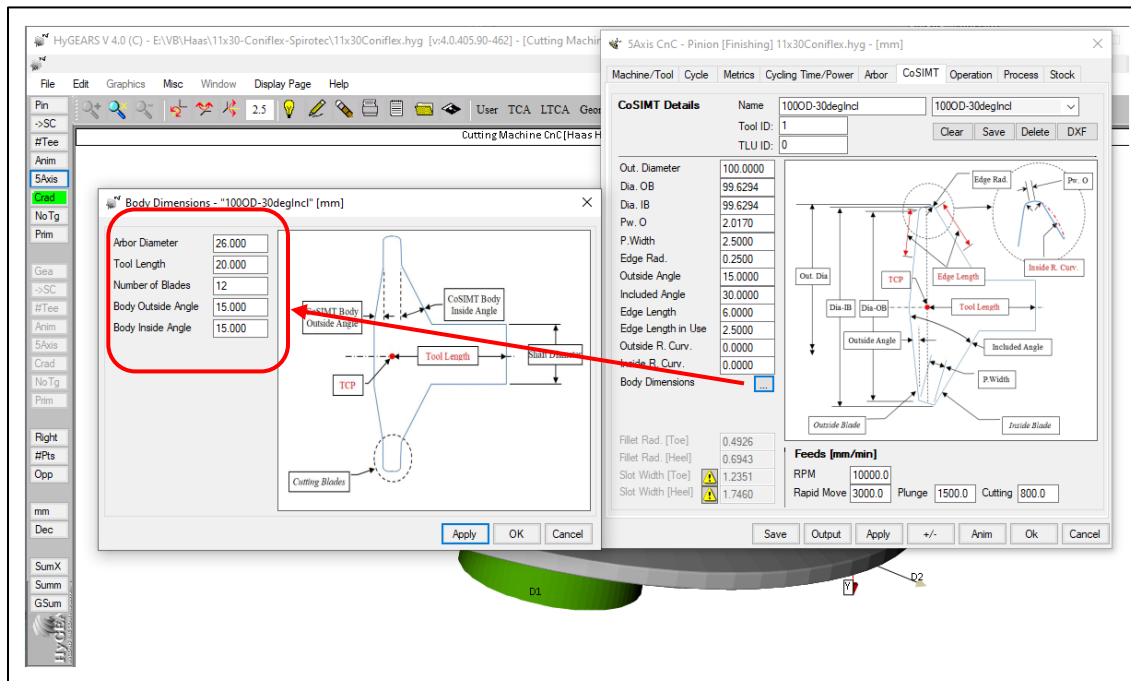 HyGEARS V 4.0 (C) - E:\VB\Haas\11x30-Coniflex-Spirotec\11x30Coniflex.hyg [v:4.0.405.90-462] - [Cutting Machin
File Edit Graphics Misc Window Display Page Help
2.5 User TCA LTCA Geo
Cutting Machine CnC [Haas H
Pin
->SC
#Tee
Anim
5Axis
Crad
NoTg
Prim
Gea
->SC
#Tee
Anim
5Axis
Crad
NoTg
Prim
Right
#Pts
Opp
mm
Dec
SumX
Summ
GSum
HyGEA
Body Dimensions - "100OD-30degIncl" [mm]
Arbor Diameter 26.000
Tool Length 20.000
Number of Blades 12
Body Outside Angle 15.000
Body Inside Angle 15.000
CoSIMT Body
Outside Angle
CoSIMT Body
Inside Angle
Tool Length
Shaft Diameter
TCP
Cutting Blades
Apply OK Cancel
5Axis CnC - Pinion [Finishing] 11x30Coniflex.hyg - [mm]
Machine/Tool Cycle Metrics Cycling Time/Power Arbor CoSIMT Operation Process Stock
CoSIMT Details Name 100OD-30degIncl 100OD-30degIncl
Tool ID: 1
Clear Save Delete DXF
TLU ID: 0
Out. Diameter 100.0000
Dia. OB 99.6294
Dia. IB 99.6294
Pw. O 2.0170
P.Width 2.5000
Edge Rad. 0.2500
Outside Angle 15.0000
Included Angle 30.0000
Edge Length 6.0000
Edge Length in Use 2.5000
Outside R. Curv. 0.0000
Inside R. Curv. 0.0000
Body Dimensions ...
Fillet Rad. [Toe] 0.4926
Fillet Rad. [Heel] 0.6943
Slot Width [Toe] 1.2351
Slot Width [Heel] 1.7460
Edge Rad.
Pw. O
Inside R. Curv.
Out. Dia
TCP
Edge Length
Dia-IB
Dia-OB
Tool Length
Outside Angle
Included Angle
P.Width
Outside Blade
Inside Blade
Feeds [mm/min]
RPM 10000.0
Rapid Move 3000.0 Plunge 1500.0 Cutting 800.0
Save Output Apply +/- Anim Ok Cancel
D1
Y
D2